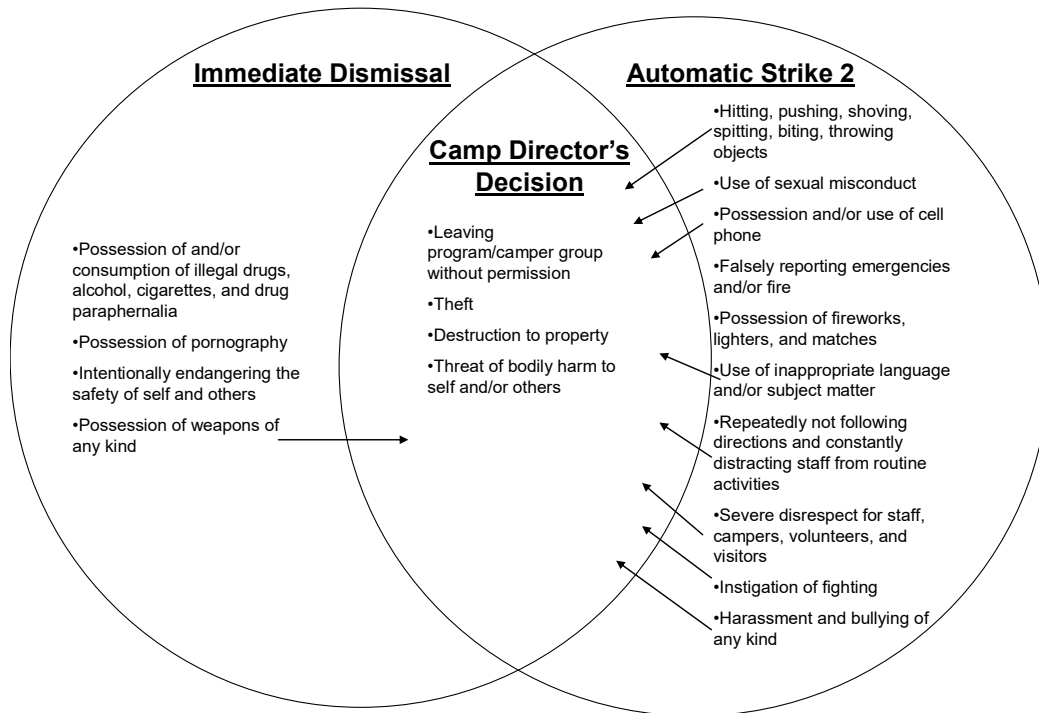 Immediate Dismissal
•Possession of and/or
consumption of illegal drugs,
alcohol, cigarettes, and drug
paraphernalia
•Possession of pornography
•Intentionally endangering the
safety of self and others
•Possession of weapons of
any kind
Camp Director’s
Decision
•Leaving
program/camper group
without permission
•Theft
•Destruction to property
•Threat of bodily harm to
self and/or others
Automatic Strike 2
•Hitting, pushing, shoving,
spitting, biting, throwing
objects
•Use of sexual misconduct
•Possession and/or use of cell
phone
•Falsely reporting emergencies
and/or fire
•Possession of fireworks,
lighters, and matches
•Use of inappropriate language
and/or subject matter
•Repeatedly not following
directions and constantly
distracting staff from routine
activities
•Severe disrespect for staff,
campers, volunteers, and
visitors
•Instigation of fighting
•Harassment and bullying of
any kind